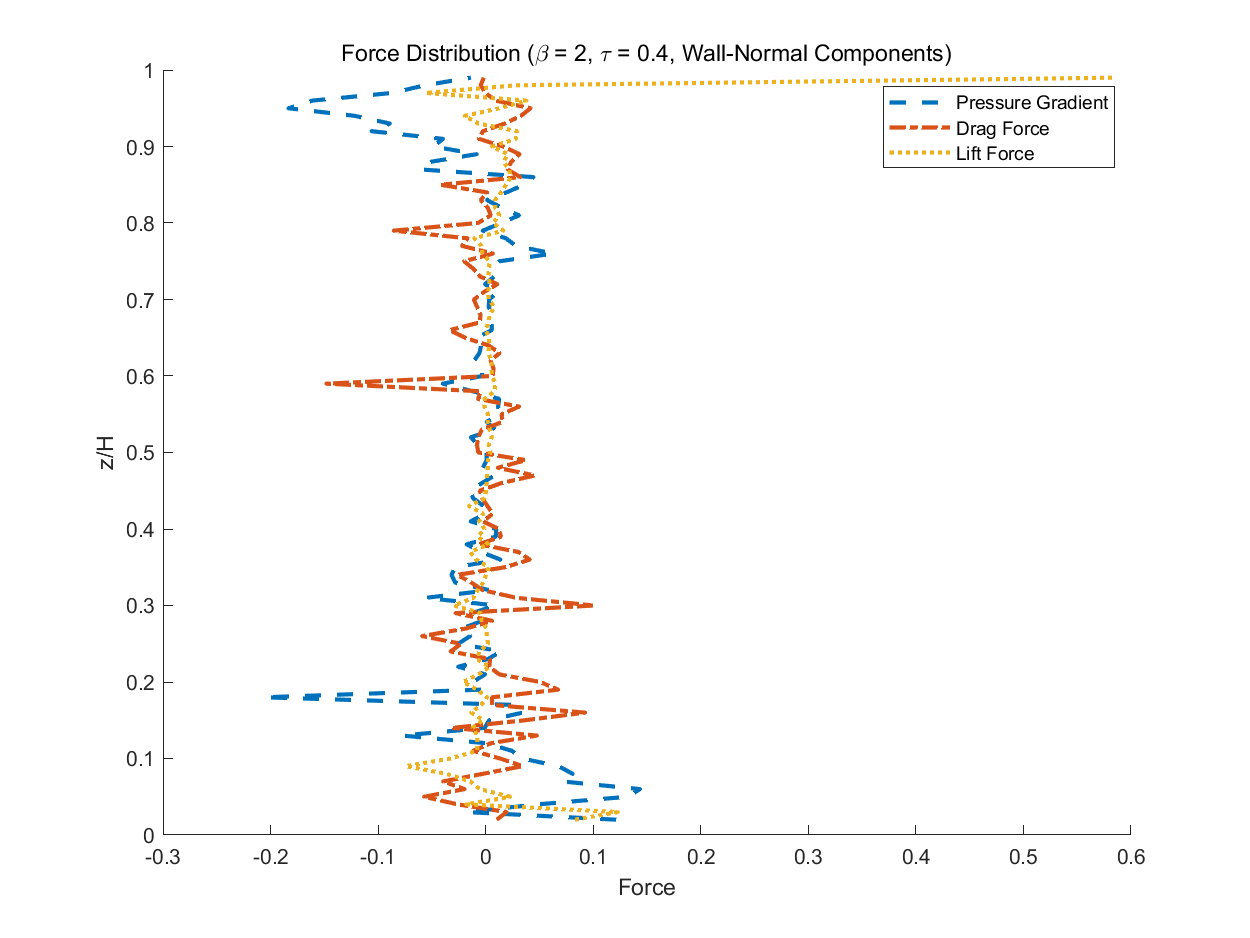 Force Distribution (β = 2, τ = 0.4, Wall-Normal Components)
1
0.9
0.8
0.7
0.6
0.5
0.4
0.3
0.2
0.1
0
z/H
Pressure Gradient
Drag Force
Lift Force
-0.3 -0.2 -0.1 0 0.1 0.2 0.3 0.4 0.5 0.6
Force